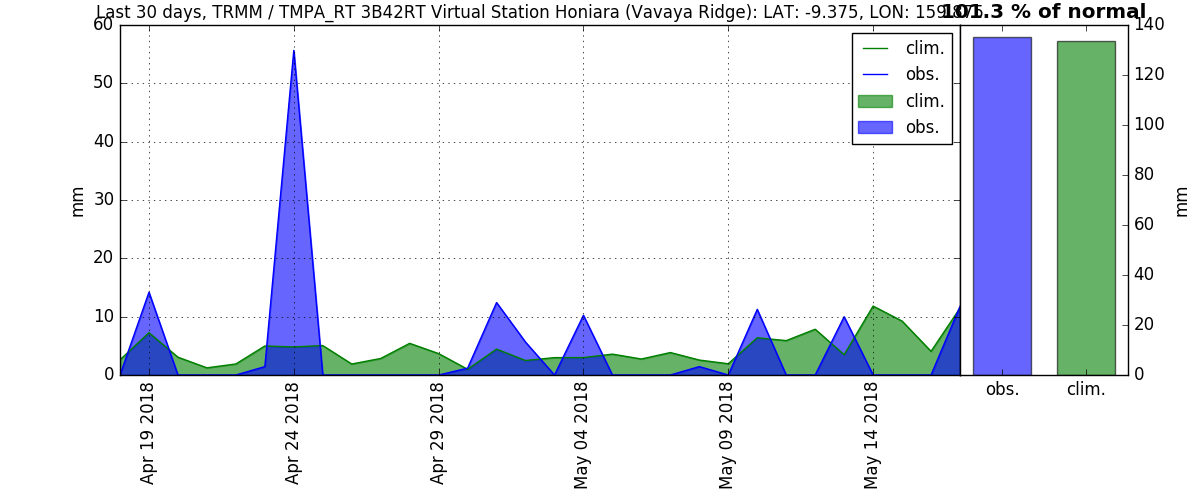 Last 30 days, TRMM / TMPA_RT 3B42RT Virtual Station Honiara (Vavaya Ridge): LAT: -9.375, LON:
101.3 % of normal
60
50
40
30
20
10
0
mm
clim.
obs.
clim.
obs.
Apr 19 2018
Apr 24 2018
Apr 29 2018
May 04 2018
May 09 2018
May 14 2018
140
120
100
80
60
40
20
0
mm
obs.
clim.